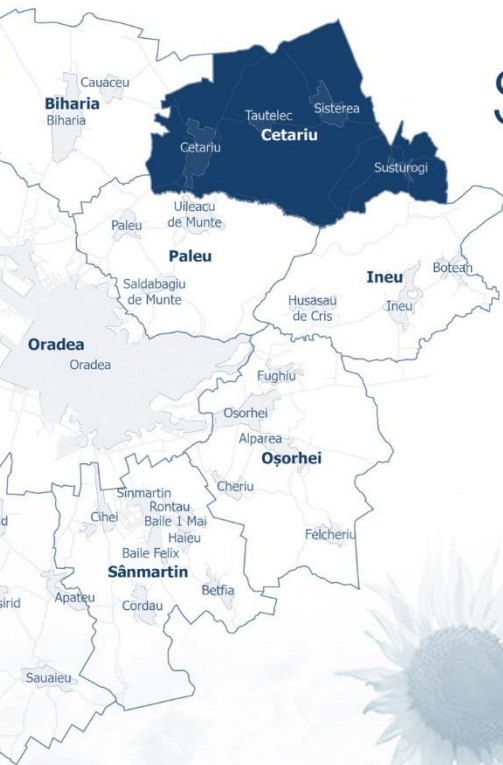 Cauaceu
Biharia
Biharia
Tautelec
Sisterea
Cetariu
Cetariu
Susturogi
Uileacu
de Munte
Paleu
Paleu
Saldabagiu
de Munte
Ineu
Botean
Husasau
de Cris
Ineu
Oradea
Oradea
Fughiu
Osorhei
Alparea
Oșorhei
Cheriu
Felcheriu
Sinmartin
Rontau
Cihei
Baile 1 Mai
Haieu
Baile Felix
Sânmartin
Betfia
Apateu
Cordau
Sauaieu